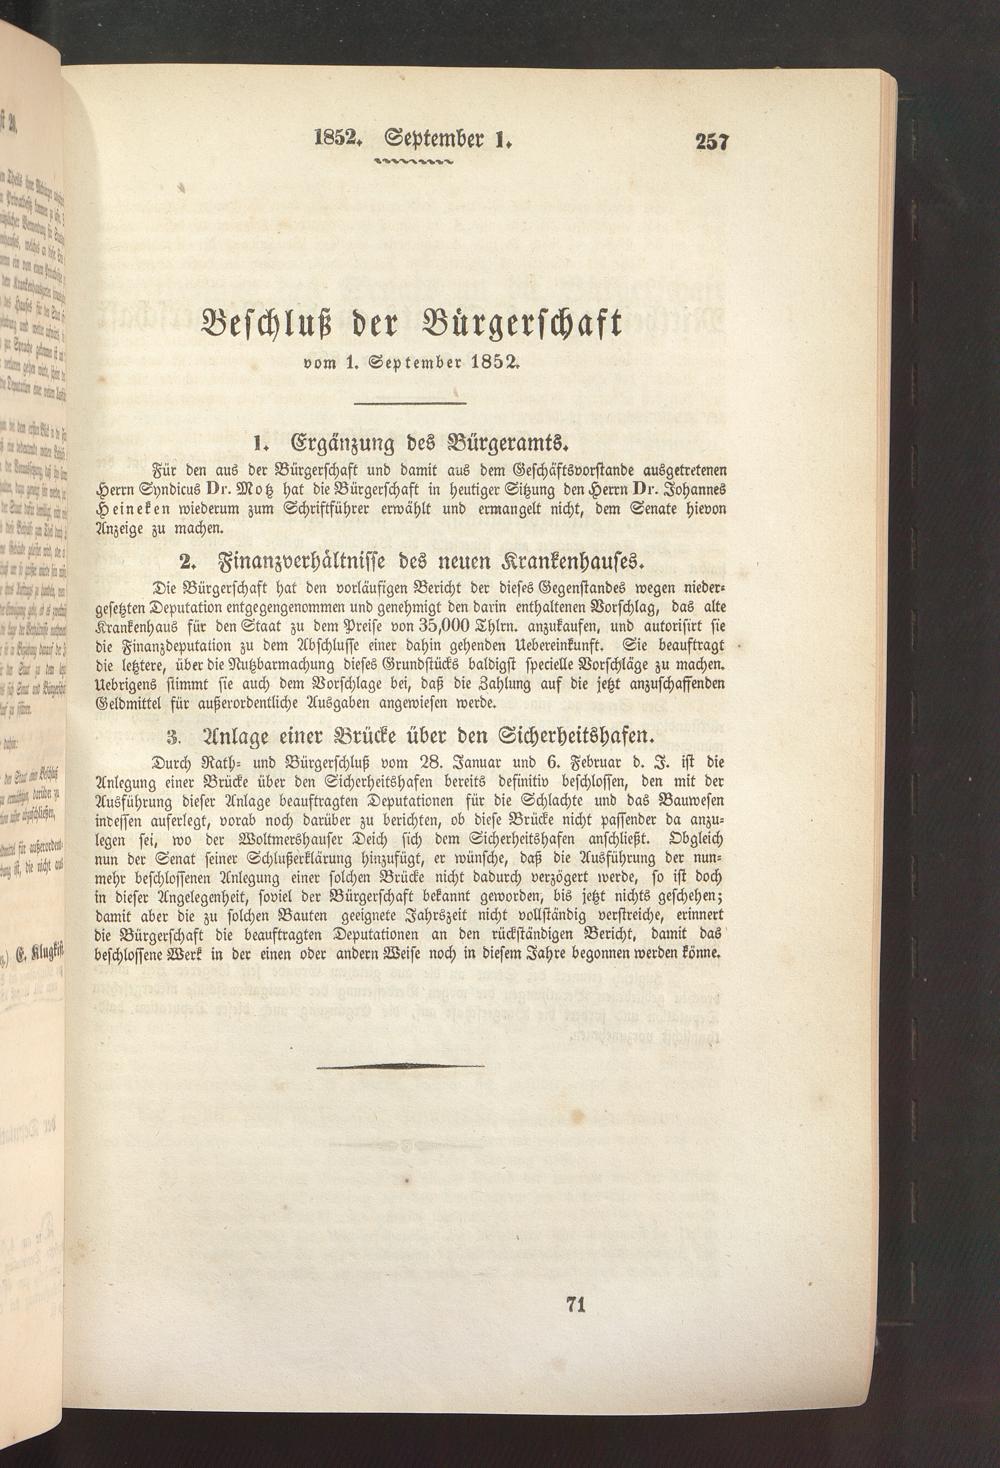 1852. September 1.
257
Beschluß der Bürgerschaft
vom 1. September 1852.
1. Ergänzung des Bürgeramts.
Für den aus der Bürgerschaft und damit aus dem Geschäftsvorstande ausgetretenen
Herrn Syndicus Dr. Motz hat die Bürgerschaft in heutiger Sitzung den Herrn Dr. Johannes
Heineken wiederum zum Schriftführer erwählt und ermangelt nicht, dem Senate hievon
Anzeige zu machen.
2. Finanzverhältnisse des neuen Krankenhauses.
Die Bürgerschaft hat den vorläufigen Bericht der dieses Gegenstandes wegen nieder-
gesetzten Deputation entgegengenommen und genehmigt den darin enthaltenen Vorschlag, das alte
Krankenhaus für den Staat zu dem Preise von 35,000 Thlrn. anzukaufen, und autorisirt sie
die Finanzdeputation zu dem Abschlusse einer dahin gehenden Uebereinkunft. Sie beauftragt
die letztere, über die Nutzbarmachung dieses Grundstücks baldigst specielle Vorschläge zu machen.
Uebrigens stimmt sie auch dem Vorschlage bei, daß die Zahlung auf die jetzt anzuschaffenden
Geldmittel für außerordentliche Ausgaben angewiesen werde.
3. Anlage einer Brücke über den Sicherheitshafen.
Durch Rath- und Bürgerschluß vom 28. Januar und 6. Februar d. J. ist die
Anlegung einer Brücke über den Sicherheitshafen bereits definitiv beschlossen, den mit der
Ausführung dieser Anlage beauftragten Deputationen für die Schlachte und das Bauwesen
indessen auferlegt, vorab noch darüber zu berichten, ob diese Brücke nicht passender da anzu-
legen sei, wo der Woltmershauser Deich sich dem Sicherheitshafen anschließt. Obgleich
nun der Senat seiner Schlußerklärung hinzufügt, er wünsche, daß die Ausführung der nun-
mehr beschlossenen Anlegung einer solchen Brücke nicht dadurch verzögert werde, so ist doch
in dieser Angelegenheit, soviel der Bürgerschaft bekannt geworden, bis jetzt nichts geschehen;
damit aber die zu solchen Bauten geeignete Jahrszeit nicht vollständig verstreiche, erinnert
die Bürgerschaft die beauftragten Deputationen an den rückständigen Bericht, damit das
beschlossene Werk in der einen oder andern Weise noch in diesem Jahre begonnen werden könne.
71